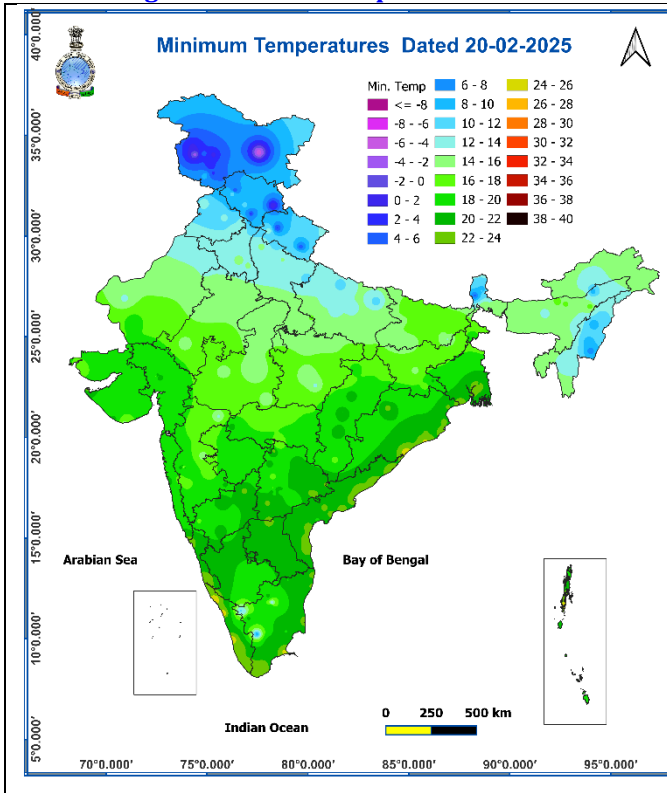 Minimum Temperatures Dated 20-02-2025
Min. Temp
<= -8
-8 - -6
-6 - -4
-4 - -2
-2 - 0
0 - 2
2 - 4
4 - 6
6 - 8
8 - 10
10 - 12
12 - 14
14 - 16
16 - 18
18 - 20
20 - 22
22 - 24
24 - 26
26 - 28
28 - 30
30 - 32
32 - 34
34 - 36
36 - 38
38 - 40
40°0.000'
35°0.000'
30°0.000'
25°0.000'
20°0.000'
15°0.000'
10°0.000'
5°0.000'
Arabian Sea
Bay of Bengal
Indian Ocean
0 250 500 km
70°0.000' 75°0.000' 80°0.000' 85°0.000' 90°0.000' 95°0.000'